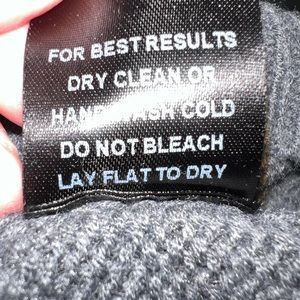 FOR BEST RESULTS
DRY CLEAN OR
HAND WASH COLD
DO NOT BLEACH
LAY FLAT TO DRY